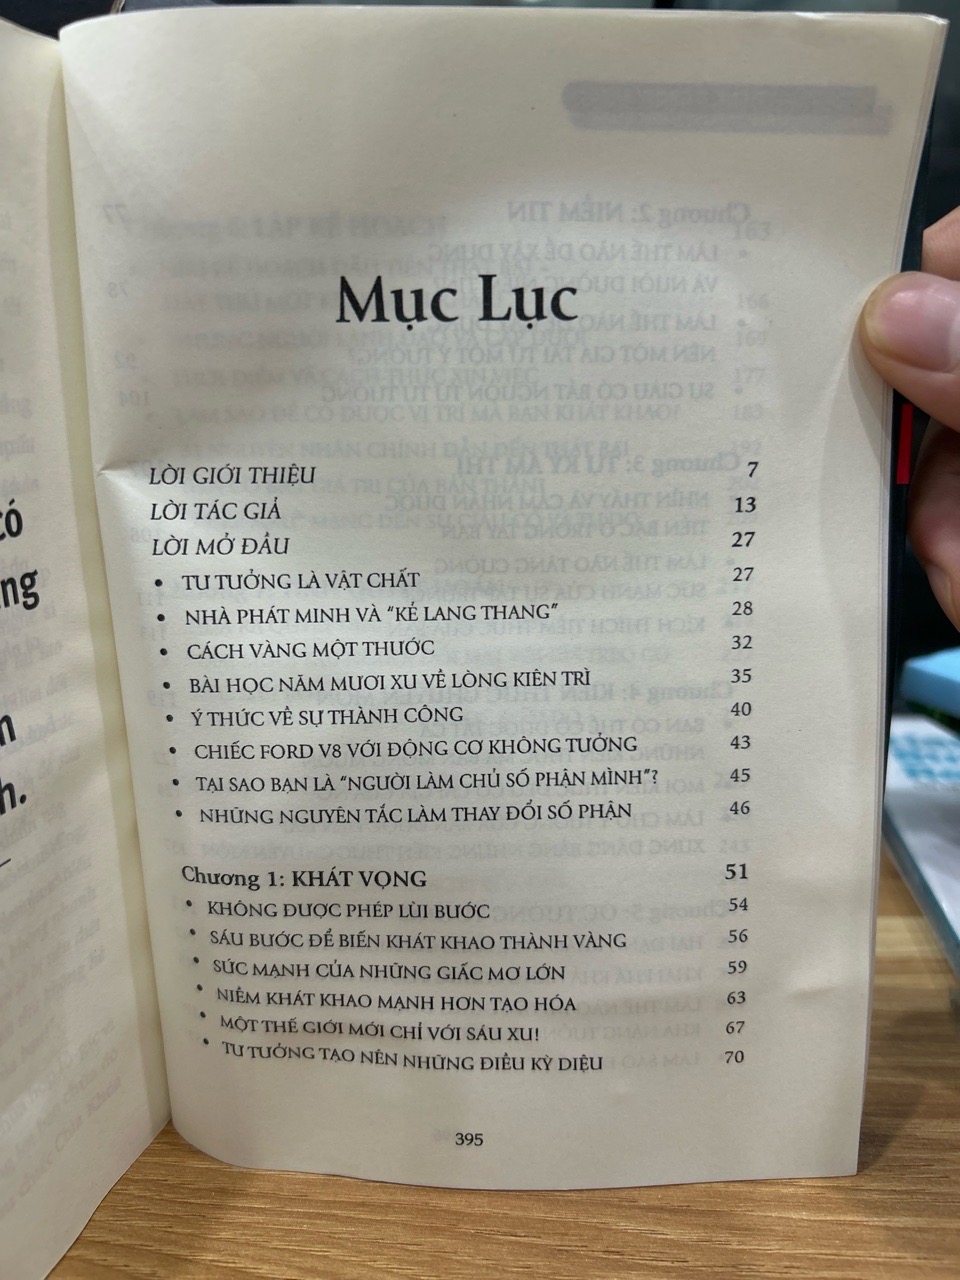 Mục Lục
LỜI GIỚI THIỆU 7
LỜI TÁC GIẢ 13
LỜI MỞ ĐẦU 27
• TƯ TƯỞNG LÀ VẬT CHẤT 27
• NHÀ PHÁT MINH VÀ “KẺ LANG THANG” 28
• CÁCH VÀNG MỘT THƯỚC 32
• BÀI HỌC NĂM MƯƠI XU VỀ LÒNG KIÊN TRÌ 35
• Ý THỨC VỀ SỰ THÀNH CÔNG 40
• CHIẾC FORD V8 VỚI ĐỘNG CƠ KHÔNG TƯỞNG 43
• TẠI SAO BẠN LÀ “NGƯỜI LÀM CHỦ SỐ PHẬN MÌNH”? 45
• NHỮNG NGUYÊN TẮC LÀM THAY ĐỔI SỐ PHẬN 46
Chương 1: KHÁT VỌNG 51
• KHÔNG ĐƯỢC PHÉP LÙI BƯỚC 54
• SÁU BƯỚC ĐỂ BIẾN KHÁT KHAO THÀNH VÀNG 56
• SỨC MẠNH CỦA NHỮNG GIẤC MƠ LỚN 59
• NIỀM KHÁT KHAO MẠNH HƠN TẠO HÓA 63
• MỘT THẾ GIỚI MỚI CHỈ VỚI SÁU XU! 67
• TƯ TƯỞNG TẠO NÊN NHỮNG ĐIỀU KỲ DIỆU 70
395